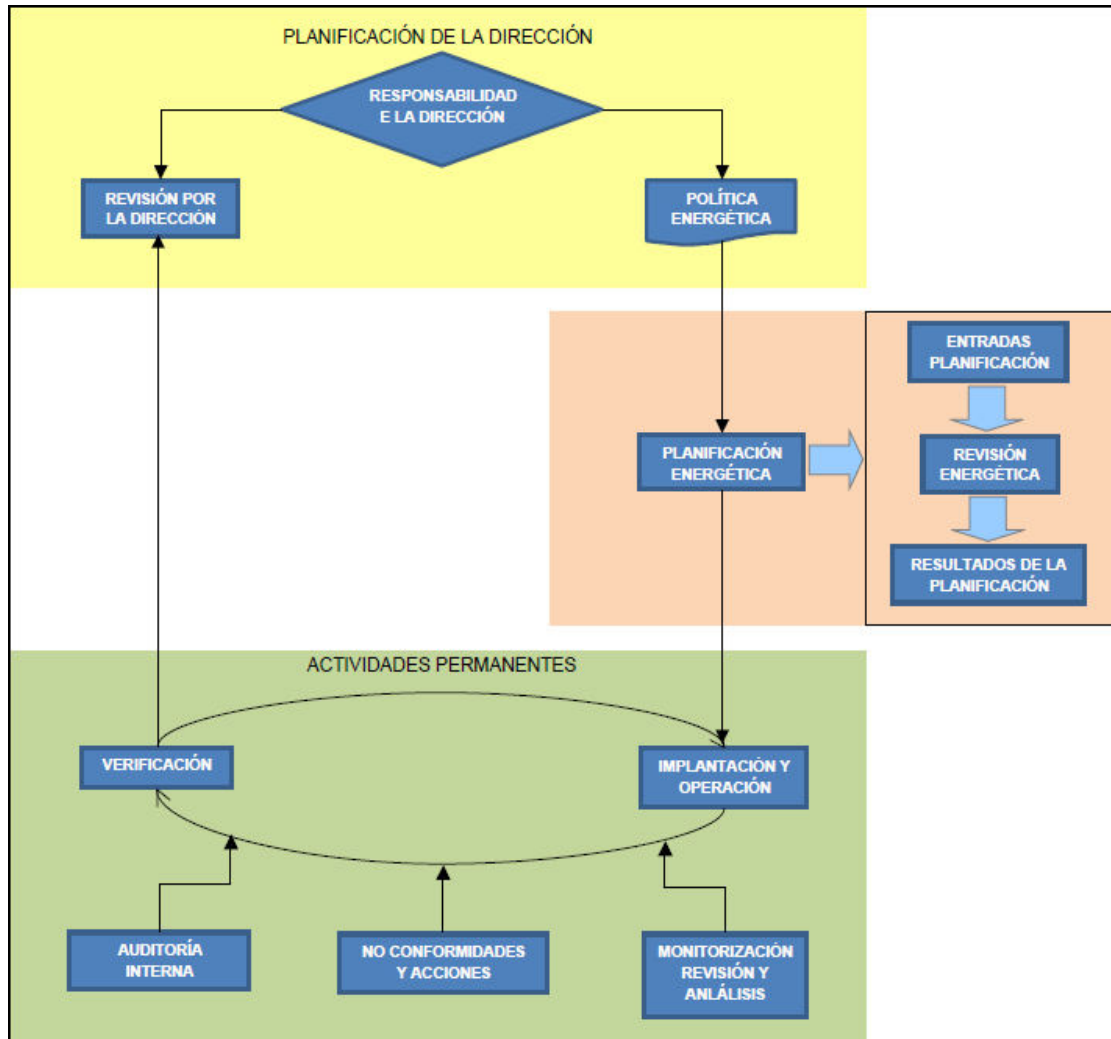 PLANIFICACIÓN DE LA DIRECCIÓN
RESPONSABILIDAD
E LA DIRECCIÓN
REVISIÓN POR
LA DIRECCIÓN
POLÍTICA
ENERGÉTICA
ENTRADAS
PLANIFICACIÓN
PLANIFICACIÓN
ENERGÉTICA
REVISIÓN
ENERGÉTICA
RESULTADOS DE LA
PLANIFICACIÓN
ACTIVIDADES PERMANENTES
VERIFICACIÓN
IMPLANTACIÓN Y
OPERACIÓN
AUDITORÍA
INTERNA
NO CONFORMIDADES
Y ACCIONES
MONITORIZACIÓN
REVISIÓN Y
ANLÁLISIS